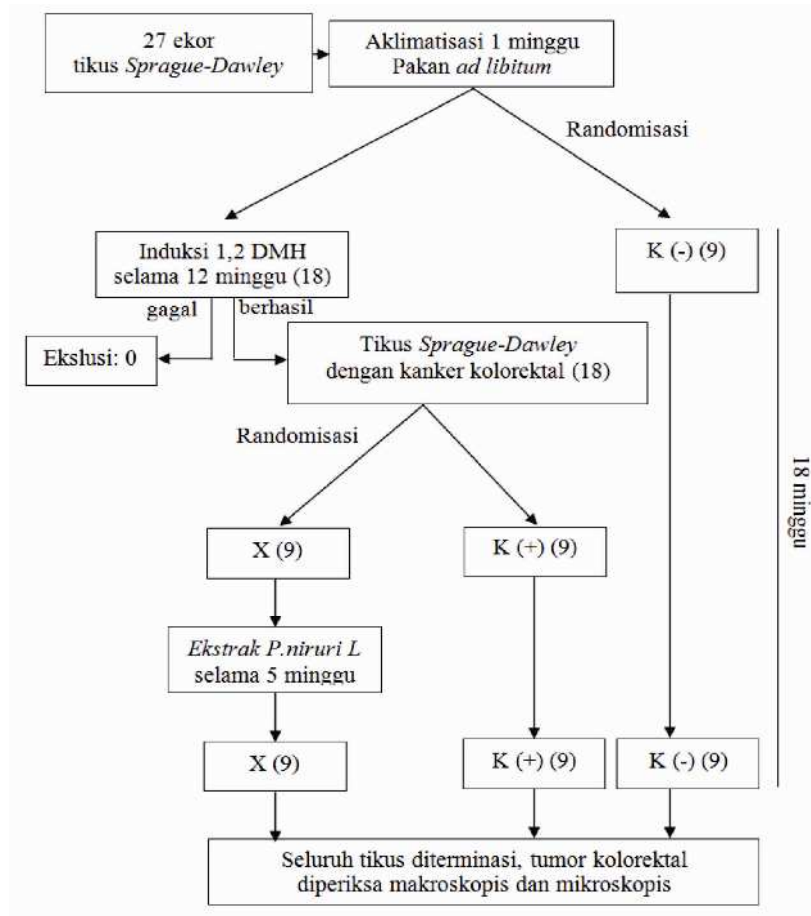 27 ekor
tikus Sprague-Dawley
Aklimatisasi 1 minggu
Pakan ad libitum
Randomisasi
Induksi 1,2 DMH
selama 12 minggu (18)
K (-) (9)
gagal
berhasil
Ekslusi: 0
Tikus Sprague-Dawley
dengan kanker kolorektal (18)
Randomisasi
18 minggu
X (9)
K (+) (9)
Ekstrak P.niruri L
selama 5 minggu
X (9)
K (+) (9)
K (-) (9)
Seluruh tikus diterminasi, tumor kolorektal
diperiksa makroskopis dan mikroskopis